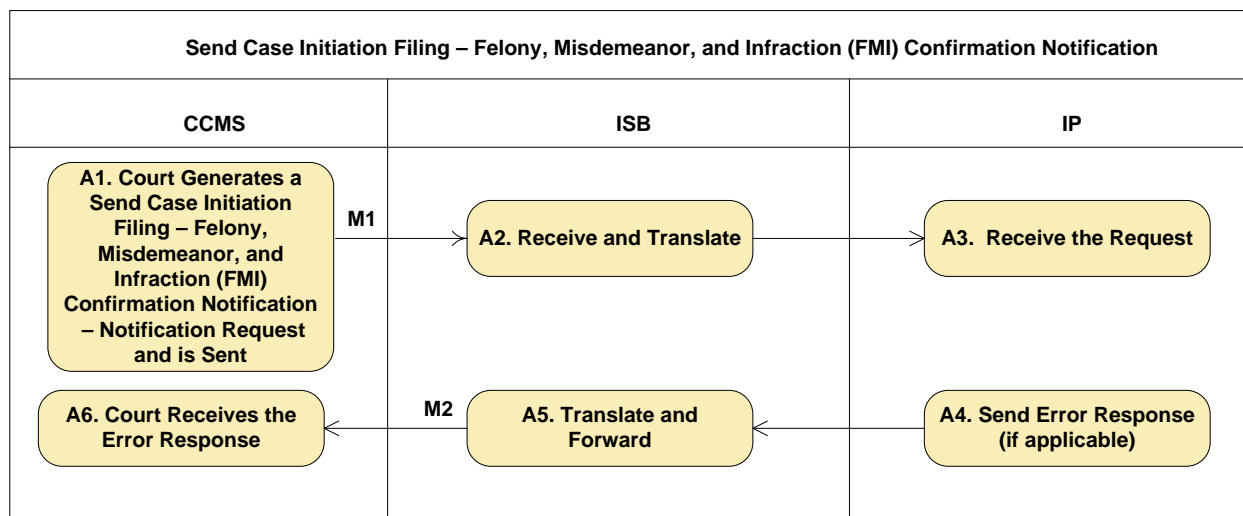 Send Case Initiation Filing – Felony, Misdemeanor, and Infraction (FMI) Confirmation Notification
CCMS
ISB
IP
A1. Court Generates a
Send Case Initiation
Filing – Felony,
Misdemeanor, and
Infraction (FMI)
Confirmation Notification
– Notification Request
and is Sent
M1
A2. Receive and Translate
A3.  Receive the Request
A6. Court Receives the
Error Response
M2
A5. Translate and
Forward
A4. Send Error Response
(if applicable)